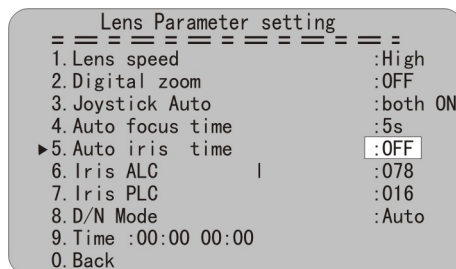 Lens Parameter setting
1. Lens speed :High
2. Digital zoom :OFF
3. Joystick Auto :both ON
4. Auto focus time :5s
▶5. Auto iris time :OFF
6. Iris ALC | :078
7. Iris PLC :016
8. D/N Mode :Auto
9. Time :00:00 00:00
0. Back